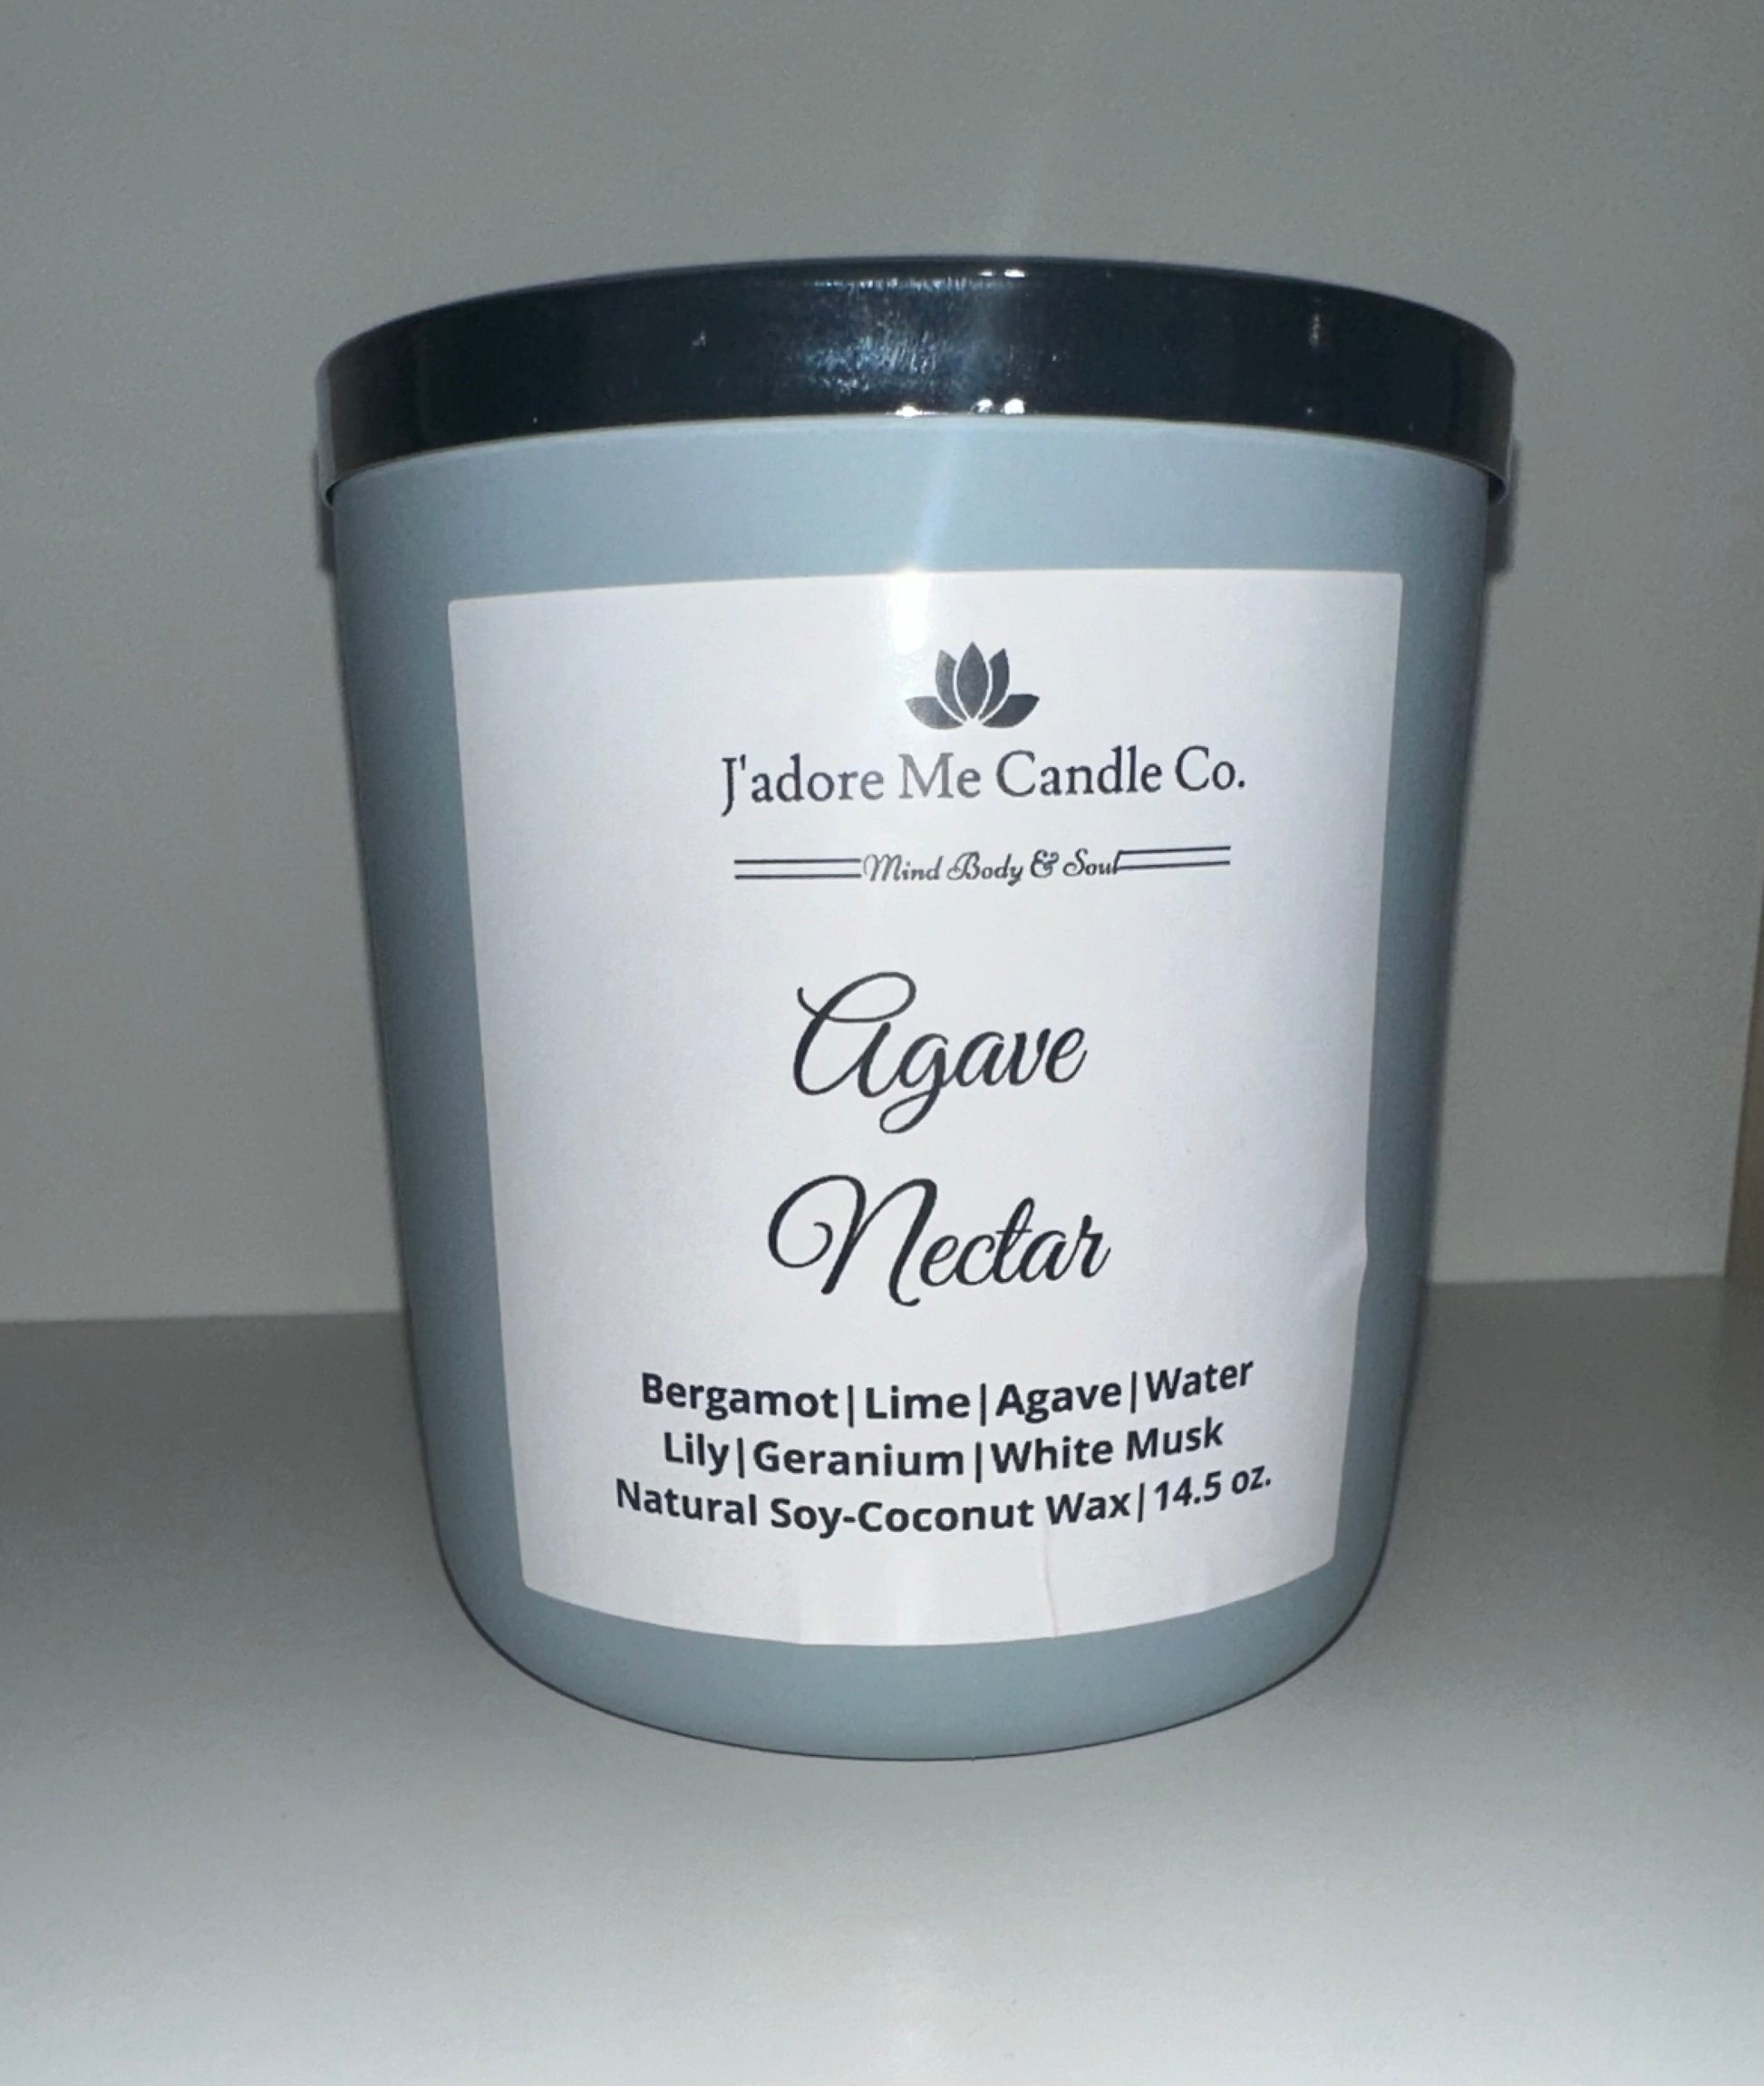 J'adore Me Candle Co.
Mind Body & Soul
Agave
Nectar
Bergamot|Lime|Agave|Water
Lily|Geranium|White Musk
Natural Soy-Coconut Wax|14.5 oz.